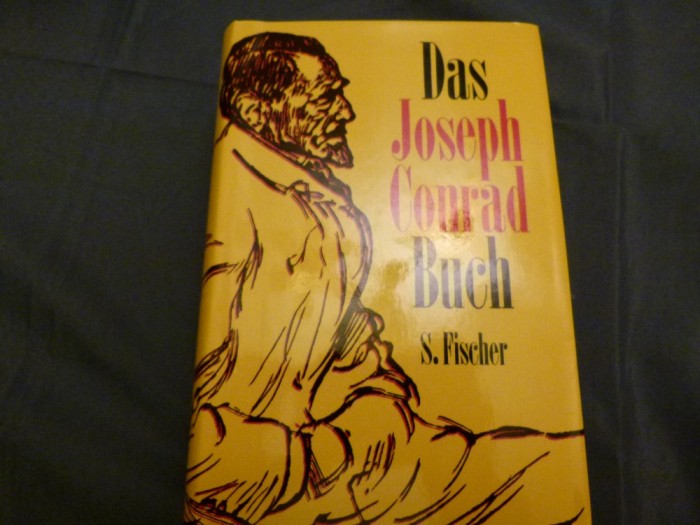 Das
Joseph
Conrad
Buch
S. Fischer